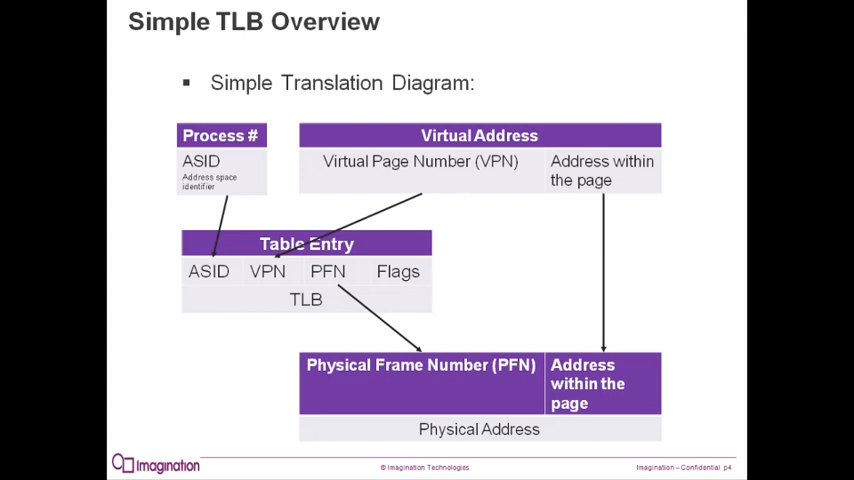 Simple TLB Overview
▪ Simple Translation Diagram:
Process #
Virtual Address
ASID
Address space
identifier
Virtual Page Number (VPN)
Address within
the page
Table Entry
ASID VPN PFN Flags
TLB
Physical Frame Number (PFN)
Address
within the
page
Physical Address
Imagination
© Imagination Technologies
Imagination – Confidential p4